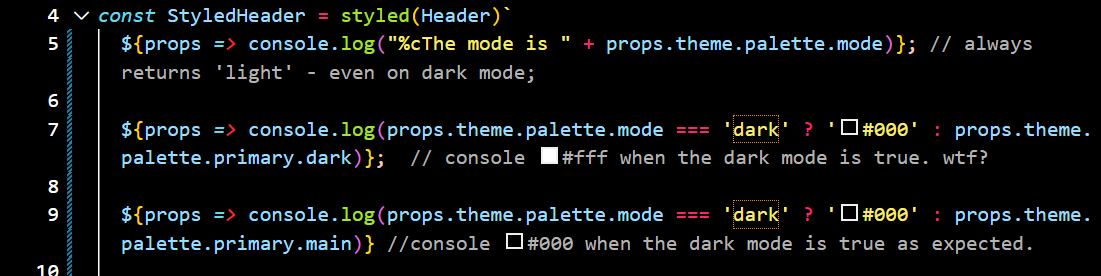 4 const StyledHeader = styled(Header)`
5 ${props => console.log("%cThe mode is " + props.theme.palette.mode)}; // always
returns 'light' - even on dark mode;
6
7 ${props => console.log(props.theme.palette.mode === 'dark' ? '#000' : props.theme.
palette.primary.dark)};  // console #fff when the dark mode is true. wtf?
8
9 ${props => console.log(props.theme.palette.mode === 'dark' ? '#000' : props.theme.
palette.primary.main)} //console #000 when the dark mode is true as expected.
10